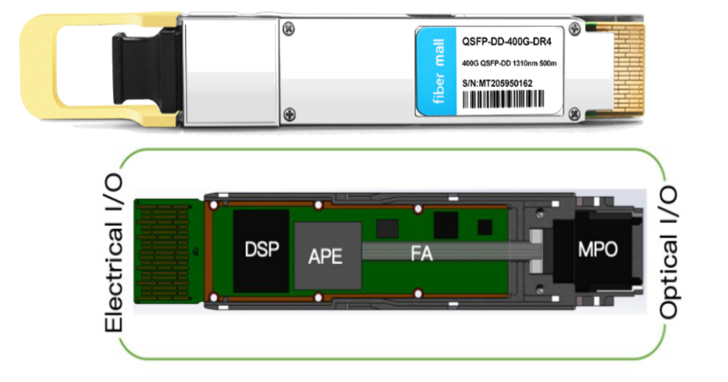 fiber mall
QSFP-DD-400G-DR4
400G QSFP-DD 1310nm 500m
S/N:MT205950162
Electrical I/O
DSP
APE
FA
MPO
Optical I/O